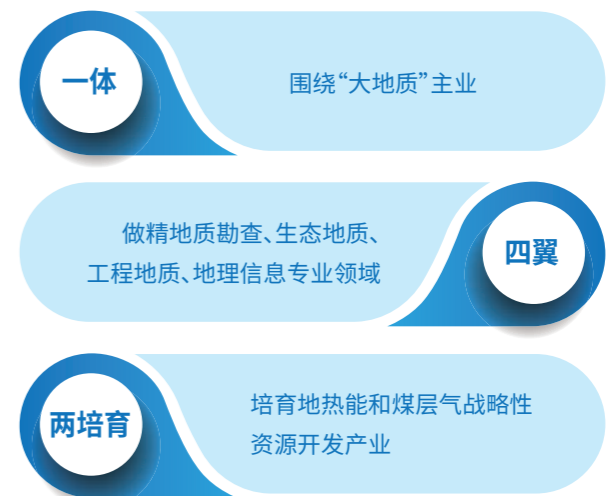 一体
围绕“大地质”主业
做精地质勘查、生态地质、
工程地质、地理信息专业领域
四翼
两培育
培育地热能和煤层气战略性
资源开发产业